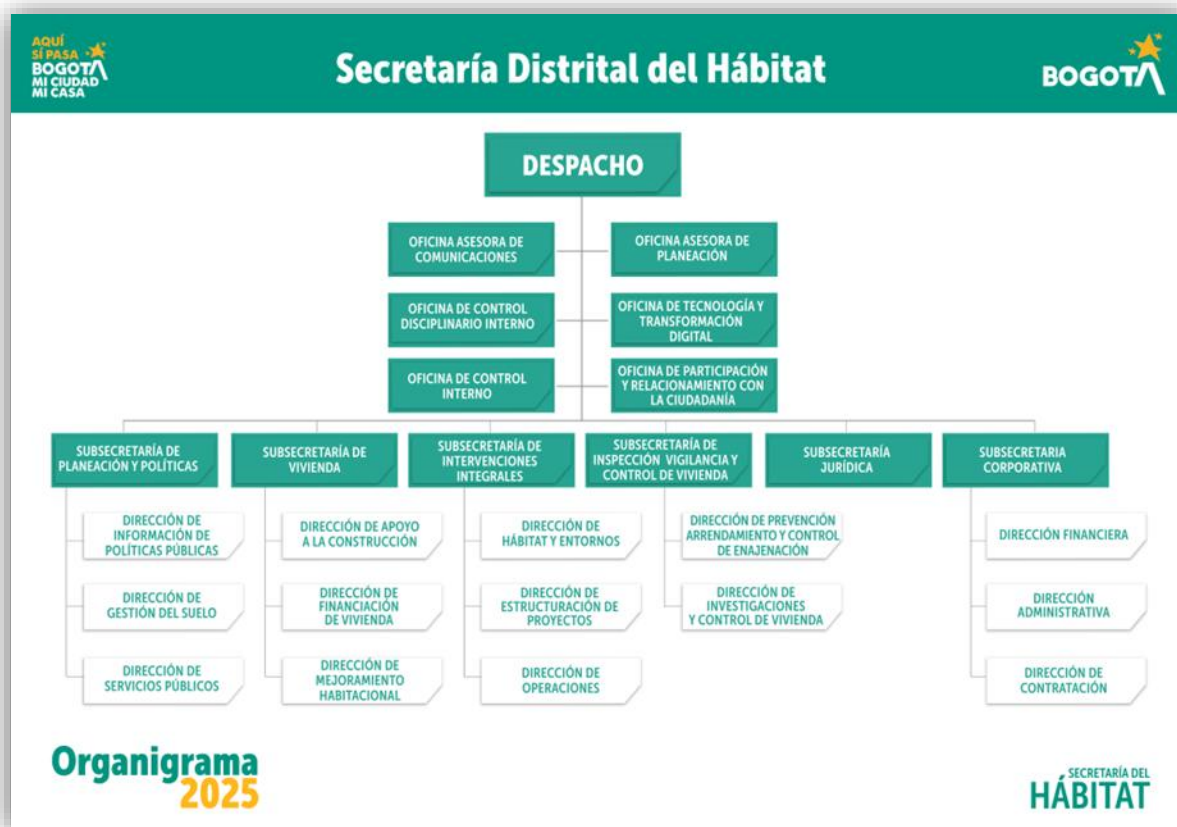 AQUÍ
SÍ PASA
BOGOTÁ
MI CIUDAD
MI CASA
Secretaría Distrital del Hábitat
BOGOTÁ
DESPACHO
OFICINA ASESORA DE
COMUNICACIONES
OFICINA ASESORA DE
PLANEACIÓN
OFICINA DE CONTROL
DISCIPLINARIO INTERNO
OFICINA DE TECNOLOGÍA Y
TRANSFORMACIÓN
DIGITAL
OFICINA DE CONTROL
INTERNO
OFICINA DE PARTICIPACIÓN
Y RELACIONAMIENTO CON
LA CIUDADANÍA
SUBSECRETARÍA DE
PLANEACIÓN Y POLÍTICAS
SUBSECRETARÍA DE
VIVIENDA
SUBSECRETARÍA DE
INTERVENCIONES
INTEGRALES
SUBSECRETARÍA DE
INSPECCIÓN VIGILANCIA Y
CONTROL DE VIVIENDA
SUBSECRETARÍA
JURÍDICA
SUBSECRETARIA
CORPORATIVA
DIRECCIÓN DE
INFORMACIÓN DE
POLÍTICAS PÚBLICAS
DIRECCIÓN DE APOYO
A LA CONSTRUCCIÓN
DIRECCIÓN DE
HÁBITAT Y ENTORNOS
DIRECCIÓN DE PREVENCIÓN
ARRENDAMIENTO Y CONTROL
DE ENAJENACIÓN
DIRECCIÓN FINANCIERA
DIRECCIÓN DE
GESTIÓN DEL SUELO
DIRECCIÓN DE
FINANCIACIÓN
DE VIVIENDA
DIRECCIÓN DE
ESTRUCTURACIÓN DE
PROYECTOS
DIRECCIÓN DE
INVESTIGACIONES
Y CONTROL DE VIVIENDA
DIRECCIÓN
ADMINISTRATIVA
DIRECCIÓN DE
SERVICIOS PÚBLICOS
DIRECCIÓN DE
MEJORAMIENTO
HABITACIONAL
DIRECCIÓN DE
OPERACIONES
DIRECCIÓN DE
CONTRATACIÓN
Organigrama
2025
SECRETARÍA DEL
HÁBITAT